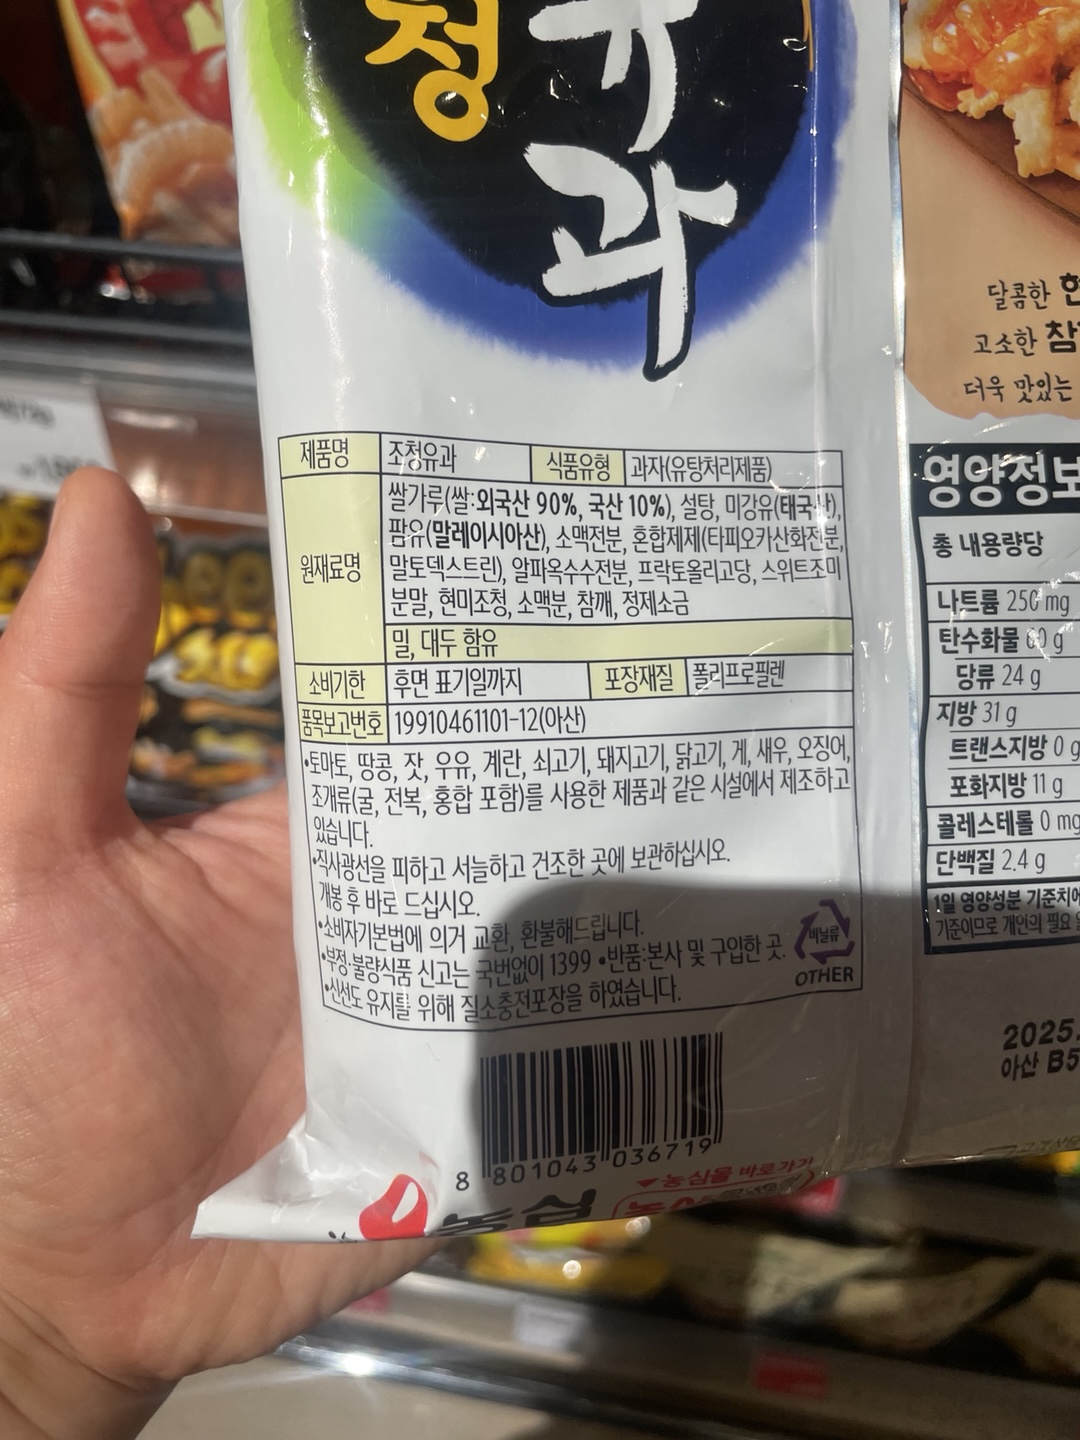 청유
과
달콤한
고소한 참
더욱 맛있는
제품명 조청유과 식품유형 과자(유탕처리제품)
원재료명
쌀가루(쌀:외국산 90%, 국산 10%), 설탕, 미강유(태국산),
팜유(말레이시아산), 소맥전분, 혼합제제(타피오카산화전분,
말토덱스트린), 알파옥수수전분, 프락토올리고당, 스위트조미
분말, 현미조청, 소맥분, 참깨, 정제소금
밀, 대두 함유
소비기한 후면 표기일까지 포장재질 폴리프로필렌
품목보고번호 19910461101-12(아산)
•토마토, 땅콩, 잣, 우유, 계란, 쇠고기, 돼지고기, 닭고기, 게, 새우, 오징어,
조개류(굴, 전복, 홍합 포함)를 사용한 제품과 같은 시설에서 제조하고
있습니다.
•직사광선을 피하고 서늘하고 건조한 곳에 보관하십시오.
개봉 후 바로 드십시오.
•소비자기본법에 의거 교환, 환불해드립니다.
•부정·불량식품 신고는 국번없이 1399 •반품·본사 및 구입한 곳.
•신선도 유지를 위해 질소충전포장을 하였습니다.
비닐류
OTHER
8 801043 036719
▼농심몰 바로가기
농심
영양정보
총 내용량당
나트륨 250 mg
탄수화물 60 g
당류 24 g
지방 31 g
트랜스지방 0 g
포화지방 11 g
콜레스테롤 0 mg
단백질 2.4 g
1일 영양성분 기준치에
기준이므로 개인의 필요
2025.
아산 B5